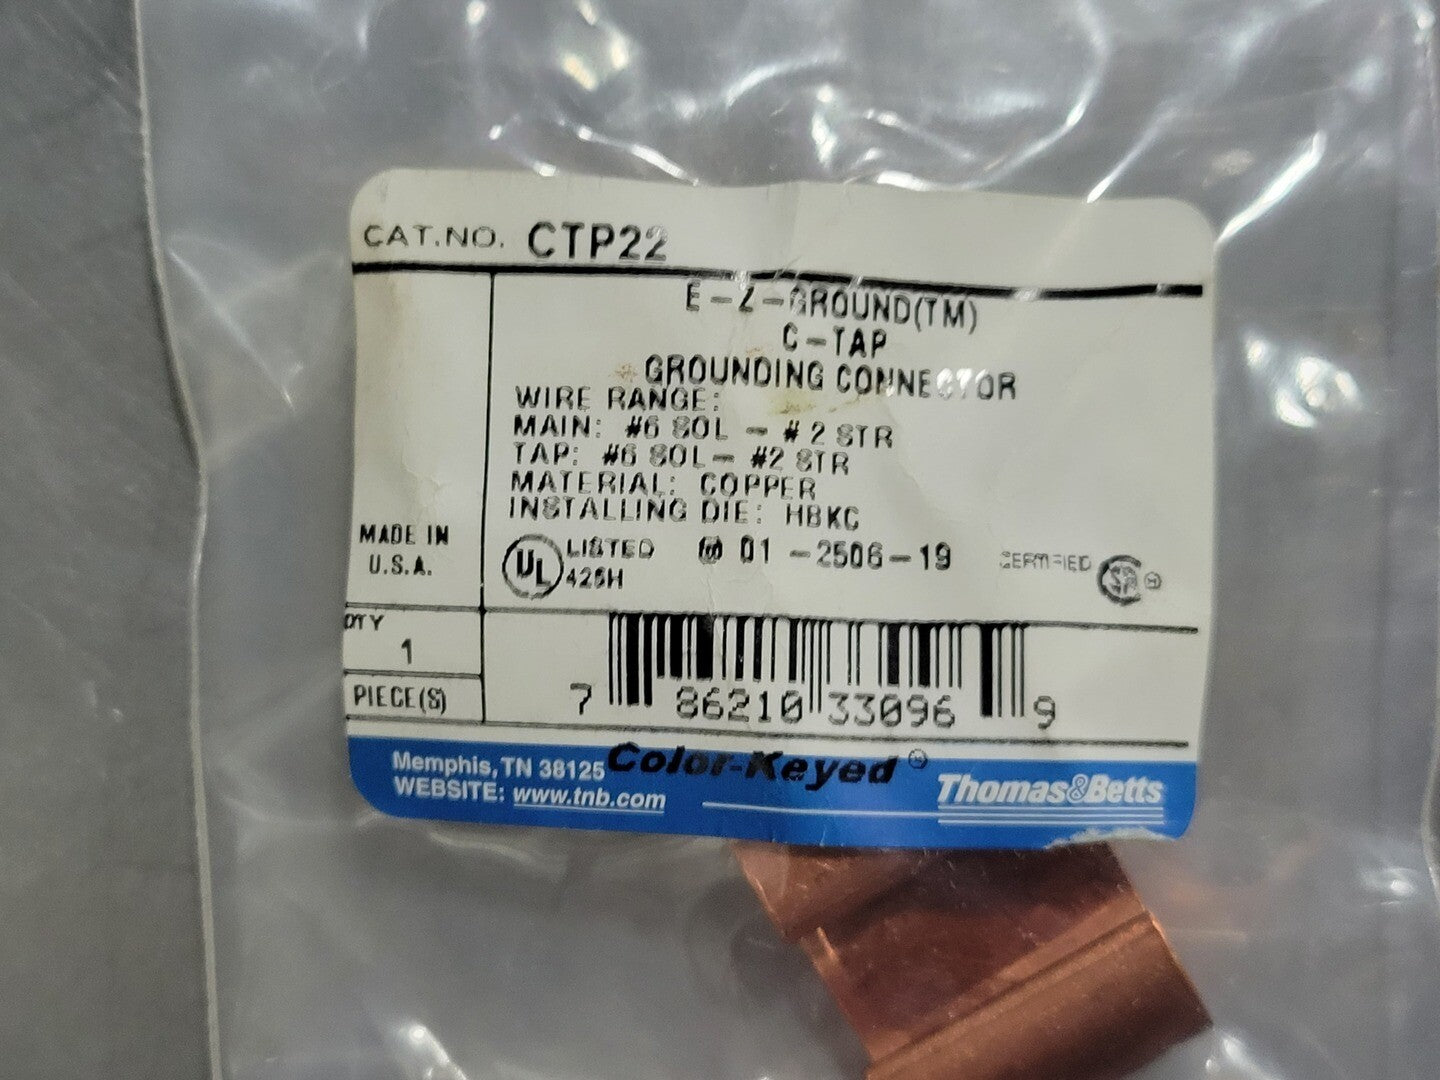 CAT.NO. CTP22
E-Z-GROUND(TM)
C-TAP
GROUNDING CONNECTOR
WIRE RANGE:
MAIN: #6 SOL - #2 STR
TAP: #6 SOL- #2 STR
MATERIAL: COPPER
INSTALLING DIE: HBKC
MADE IN
U.S.A.
UL LISTED
425H
01-2506-19
CERTIFIED
QTY
1
PIECE(S)
7 86210 33096 9
Color-Keyed ®
Memphis, TN 38125
WEBSITE: www.tnb.com
Thomas&Betts